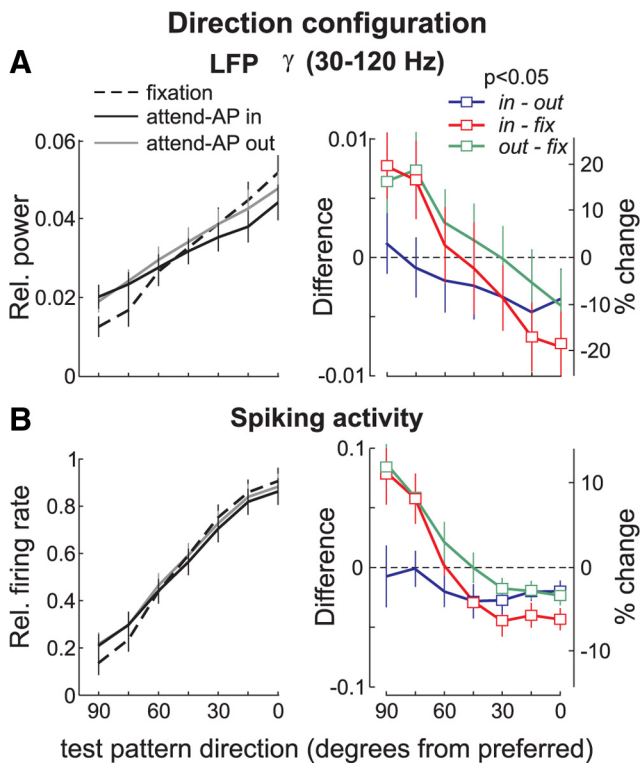 Direction configuration
A
LFP γ (30-120 Hz)
fixation
attend-AP in
attend-AP out
p<0.05
in - out
in - fix
out - fix
0.06
0.04
0.02
0
Rel. power
0.01
0
-0.01
Difference
20
10
0
-10
-20
% change
B
Spiking activity
1
0.8
0.6
0.4
0.2
0
Rel. firing rate
90 60 30 0
0.1
0
-0.1
Difference
10
0
-10
% change
90 60 30 0
test pattern direction (degrees from preferred)